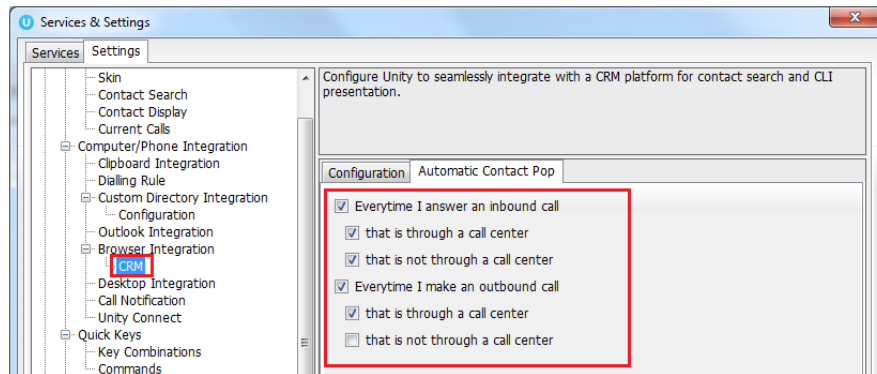 U Services & Settings
Services Settings
Skin
Contact Search
Contact Display
Current Calls
Computer/Phone Integration
Clipboard Integration
Dialling Rule
Custom Directory Integration
Configuration
Outlook Integration
Browser Integration
CRM
Desktop Integration
Call Notification
Unity Connect
Quick Keys
Key Combinations
Commands
Configure Unity to seamlessly integrate with a CRM platform for contact search and CLI
presentation.
Configuration Automatic Contact Pop
Everytime I answer an inbound call
that is through a call center
that is not through a call center
Everytime I make an outbound call
that is through a call center
that is not through a call center